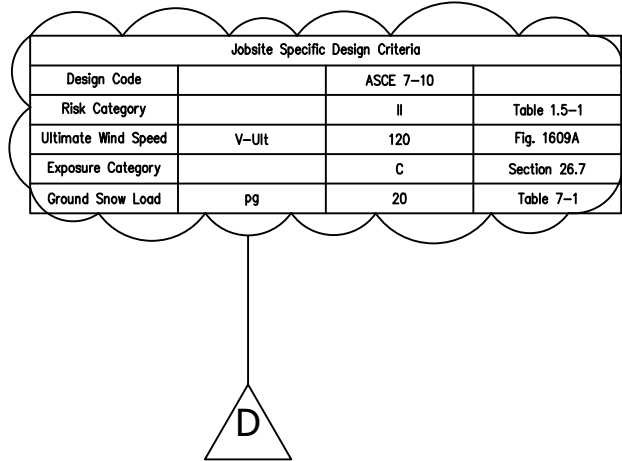 Jobsite Specific Design Criteria
Design Code ASCE 7-10
Risk Category II Table 1.5-1
Ultimate Wind Speed V-Ult 120 Fig. 1609A
Exposure Category C Section 26.7
Ground Snow Load pg 20 Table 7-1
D